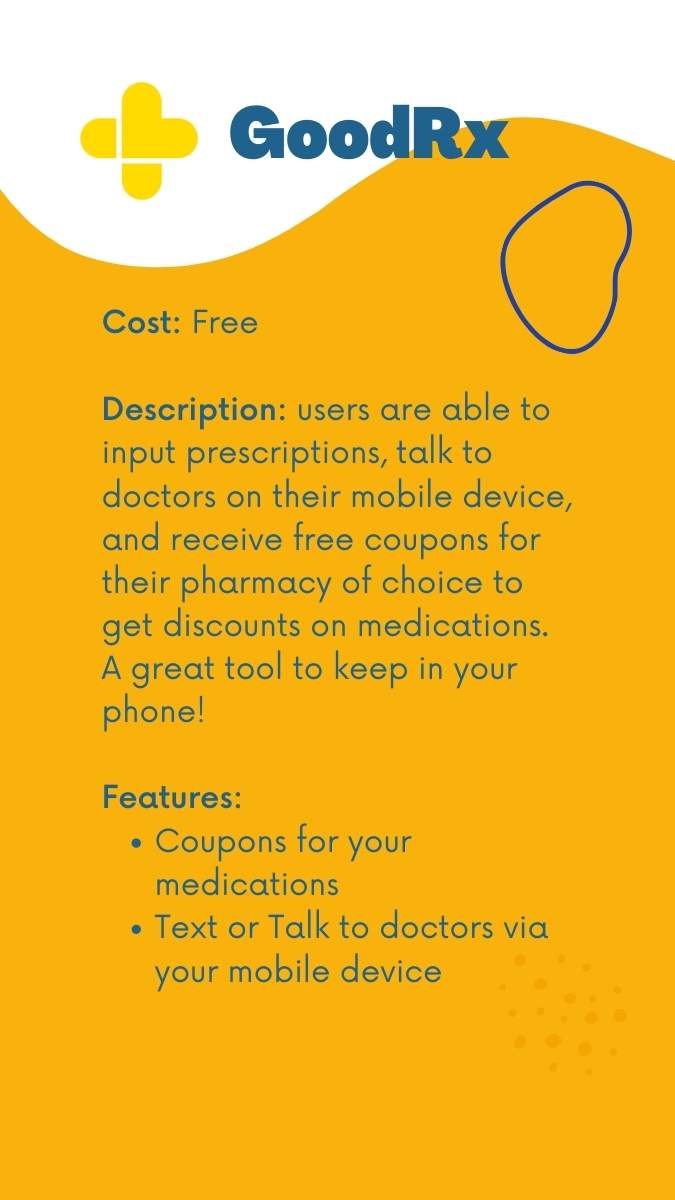 GoodRx
Cost: Free
Description: users are able to
input prescriptions, talk to
doctors on their mobile device,
and receive free coupons for
their pharmacy of choice to
get discounts on medications.
A great tool to keep in your
phone!
Features:
• Coupons for your
medications
• Text or Talk to doctors via
your mobile device